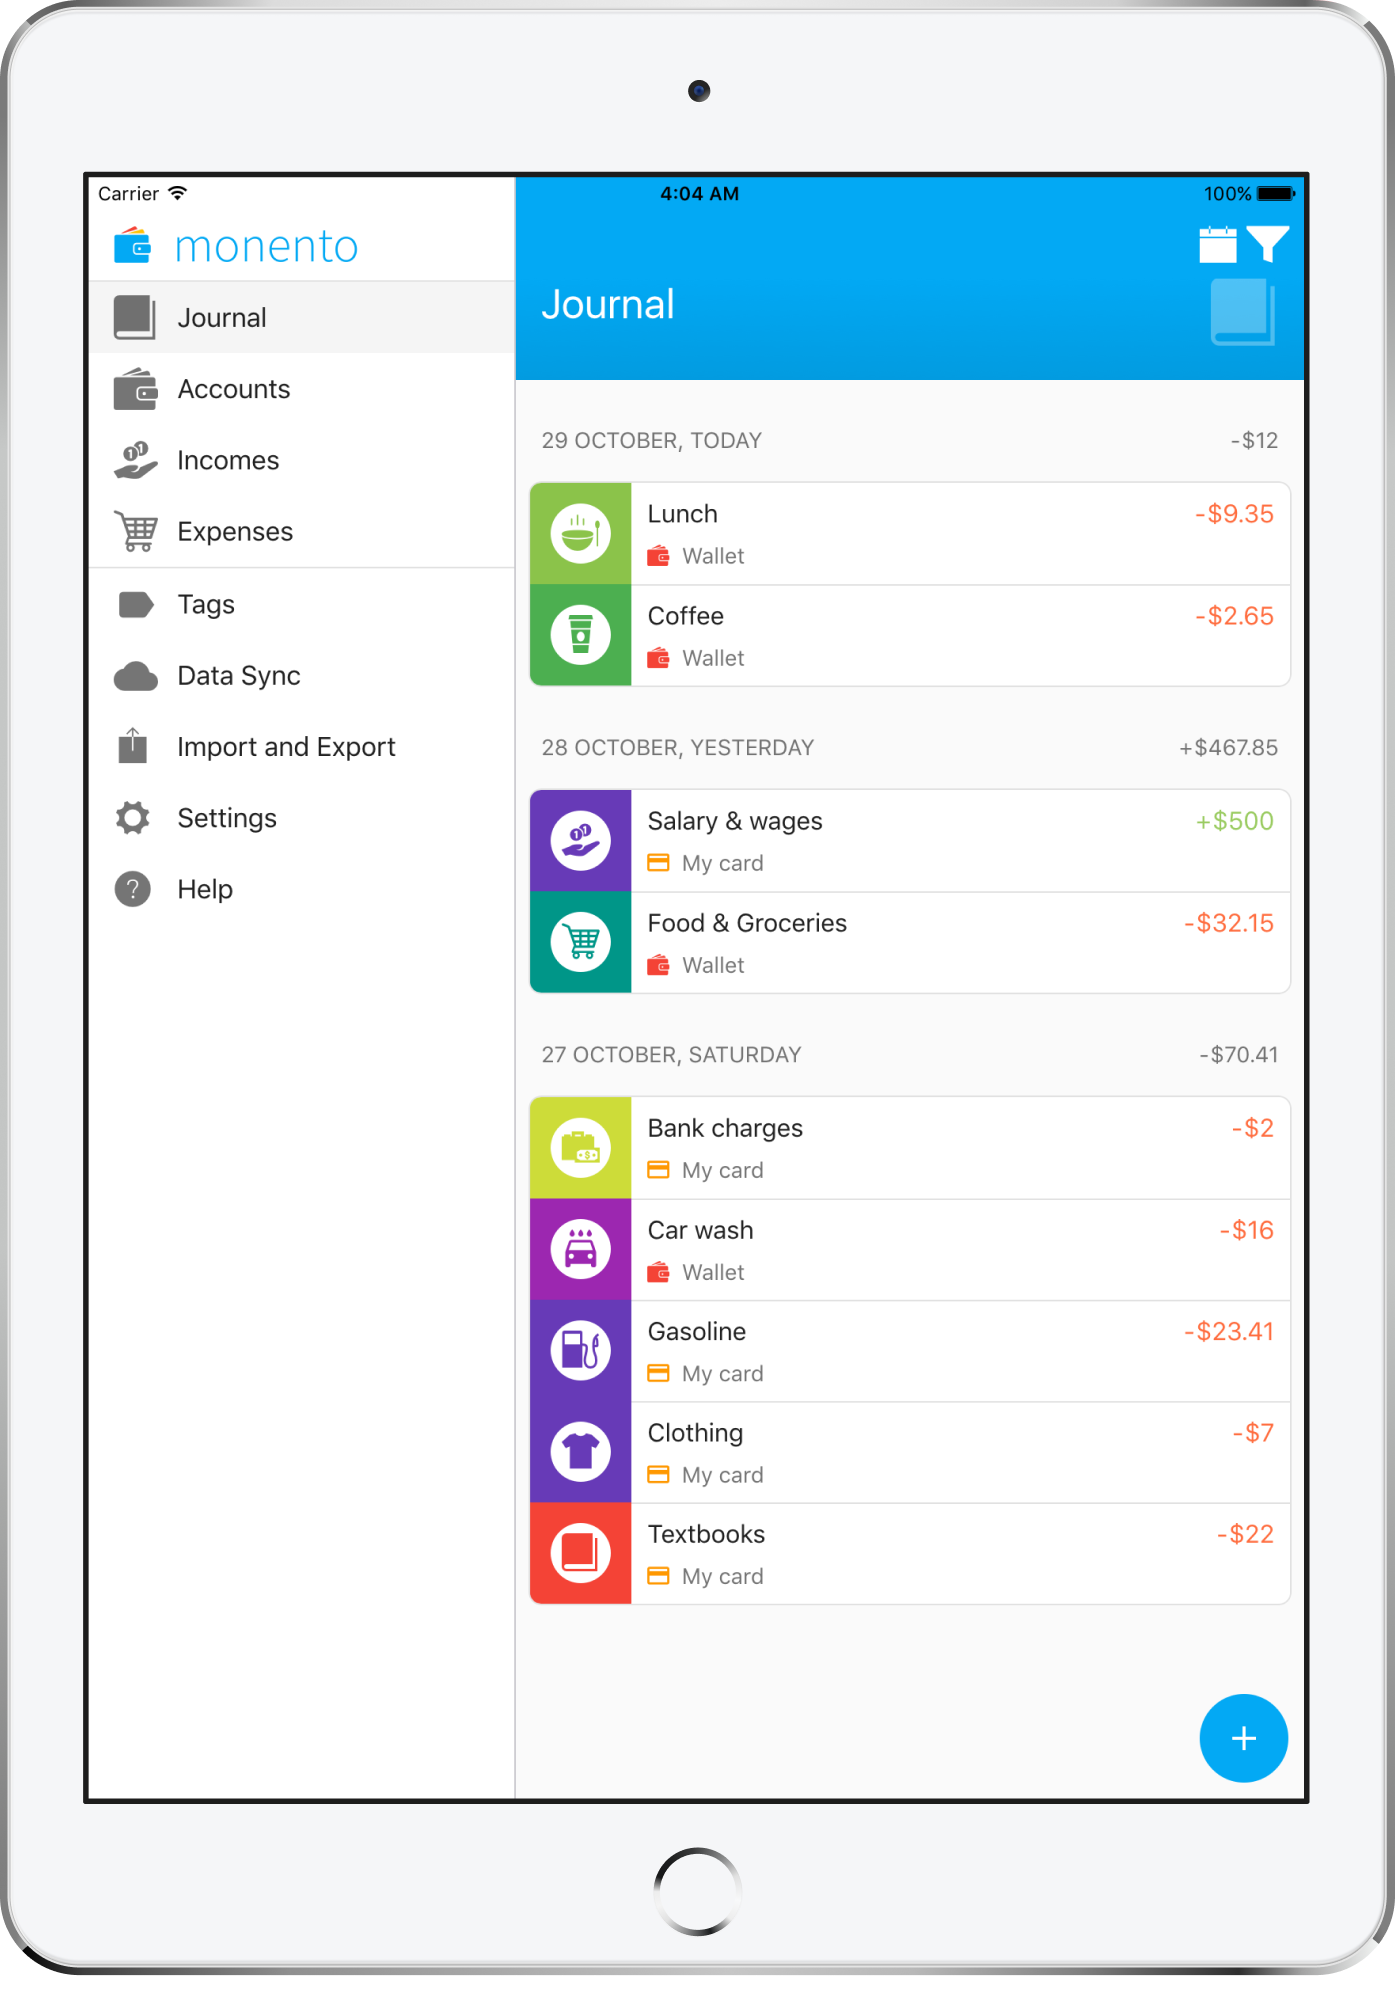 Carrier
4:04 AM
100%
monento
Journal
Accounts
Incomes
Expenses
Tags
Data Sync
Import and Export
Settings
? Help
Journal
29 OCTOBER, TODAY -$12
Lunch -$9.35
Wallet
Coffee -$2.65
Wallet
28 OCTOBER, YESTERDAY +$467.85
Salary & wages +$500
My card
Food & Groceries -$32.15
Wallet
27 OCTOBER, SATURDAY -$70.41
Bank charges -$2
My card
Car wash -$16
Wallet
Gasoline -$23.41
My card
Clothing -$7
My card
Textbooks -$22
My card
+